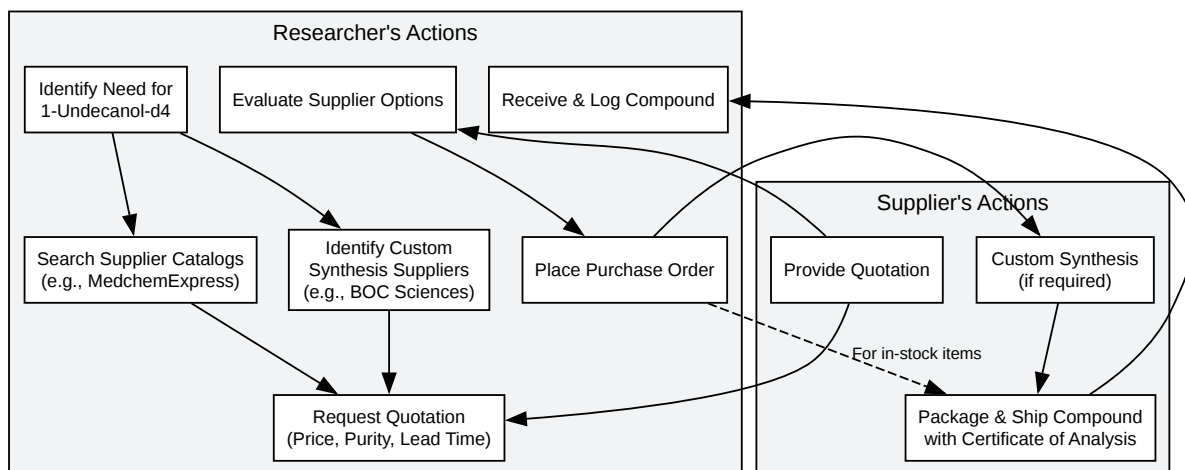 Researcher's Actions
Identify Need for
1-Undecanol-d4
Evaluate Supplier Options
Receive & Log Compound
Supplier's Actions
Search Supplier Catalogs
(e.g., MedchemExpress)
Identify Custom
Synthesis Suppliers
(e.g., BOC Sciences)
Place Purchase Order
Provide Quotation
Custom Synthesis
(if required)
For in-stock items
Request Quotation
(Price, Purity, Lead Time)
Package & Ship Compound
with Certificate of Analysis